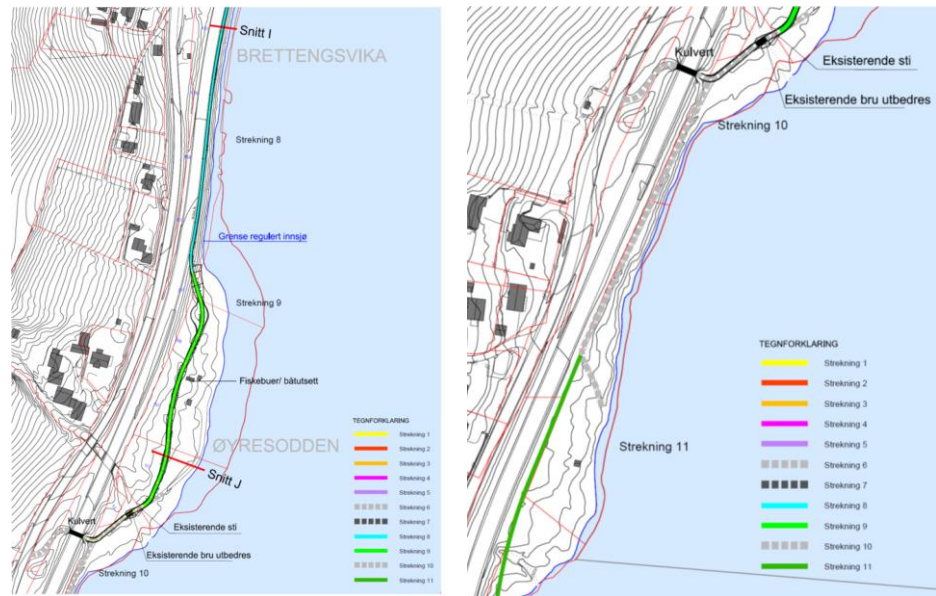 Snitt I
BRETTENGSVIKA
Strekning 8
Grense regulert innsjø
Strekning 9
Fiskebuer/ båtutsett
ØYRESODDEN
Snitt J
Kulvert
Eksisterende sti
Eksisterende bru utbedres
Strekning 10
TEGNFORKLARING
Strekning 1
Strekning 2
Strekning 3
Strekning 4
Strekning 5
Strekning 6
Strekning 7
Strekning 8
Strekning 9
Strekning 10
Strekning 11
Kulvert
Eksisterende sti
Eksisterende bru utbedres
Strekning 10
Strekning 11
TEGNFORKLARING
Strekning 1
Strekning 2
Strekning 3
Strekning 4
Strekning 5
Strekning 6
Strekning 7
Strekning 8
Strekning 9
Strekning 10
Strekning 11